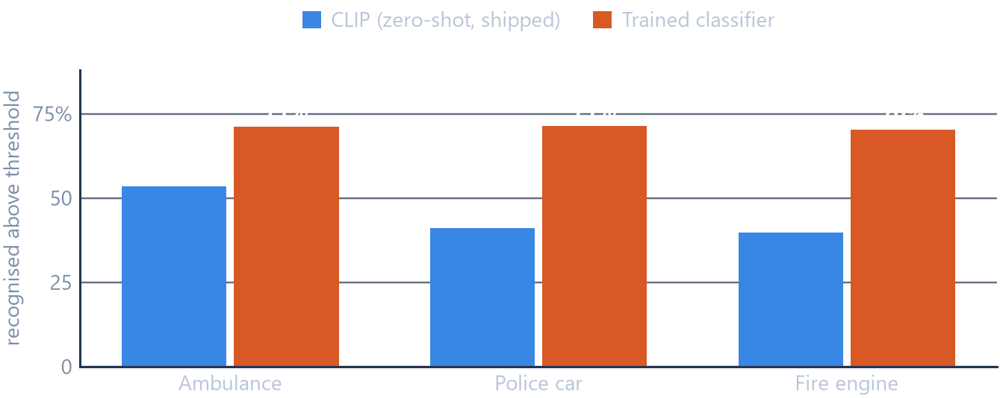 CLIP (zero-shot, shipped)
Trained classifier
recognised above threshold
75%
50
25
0
Ambulance
Police car
Fire engine